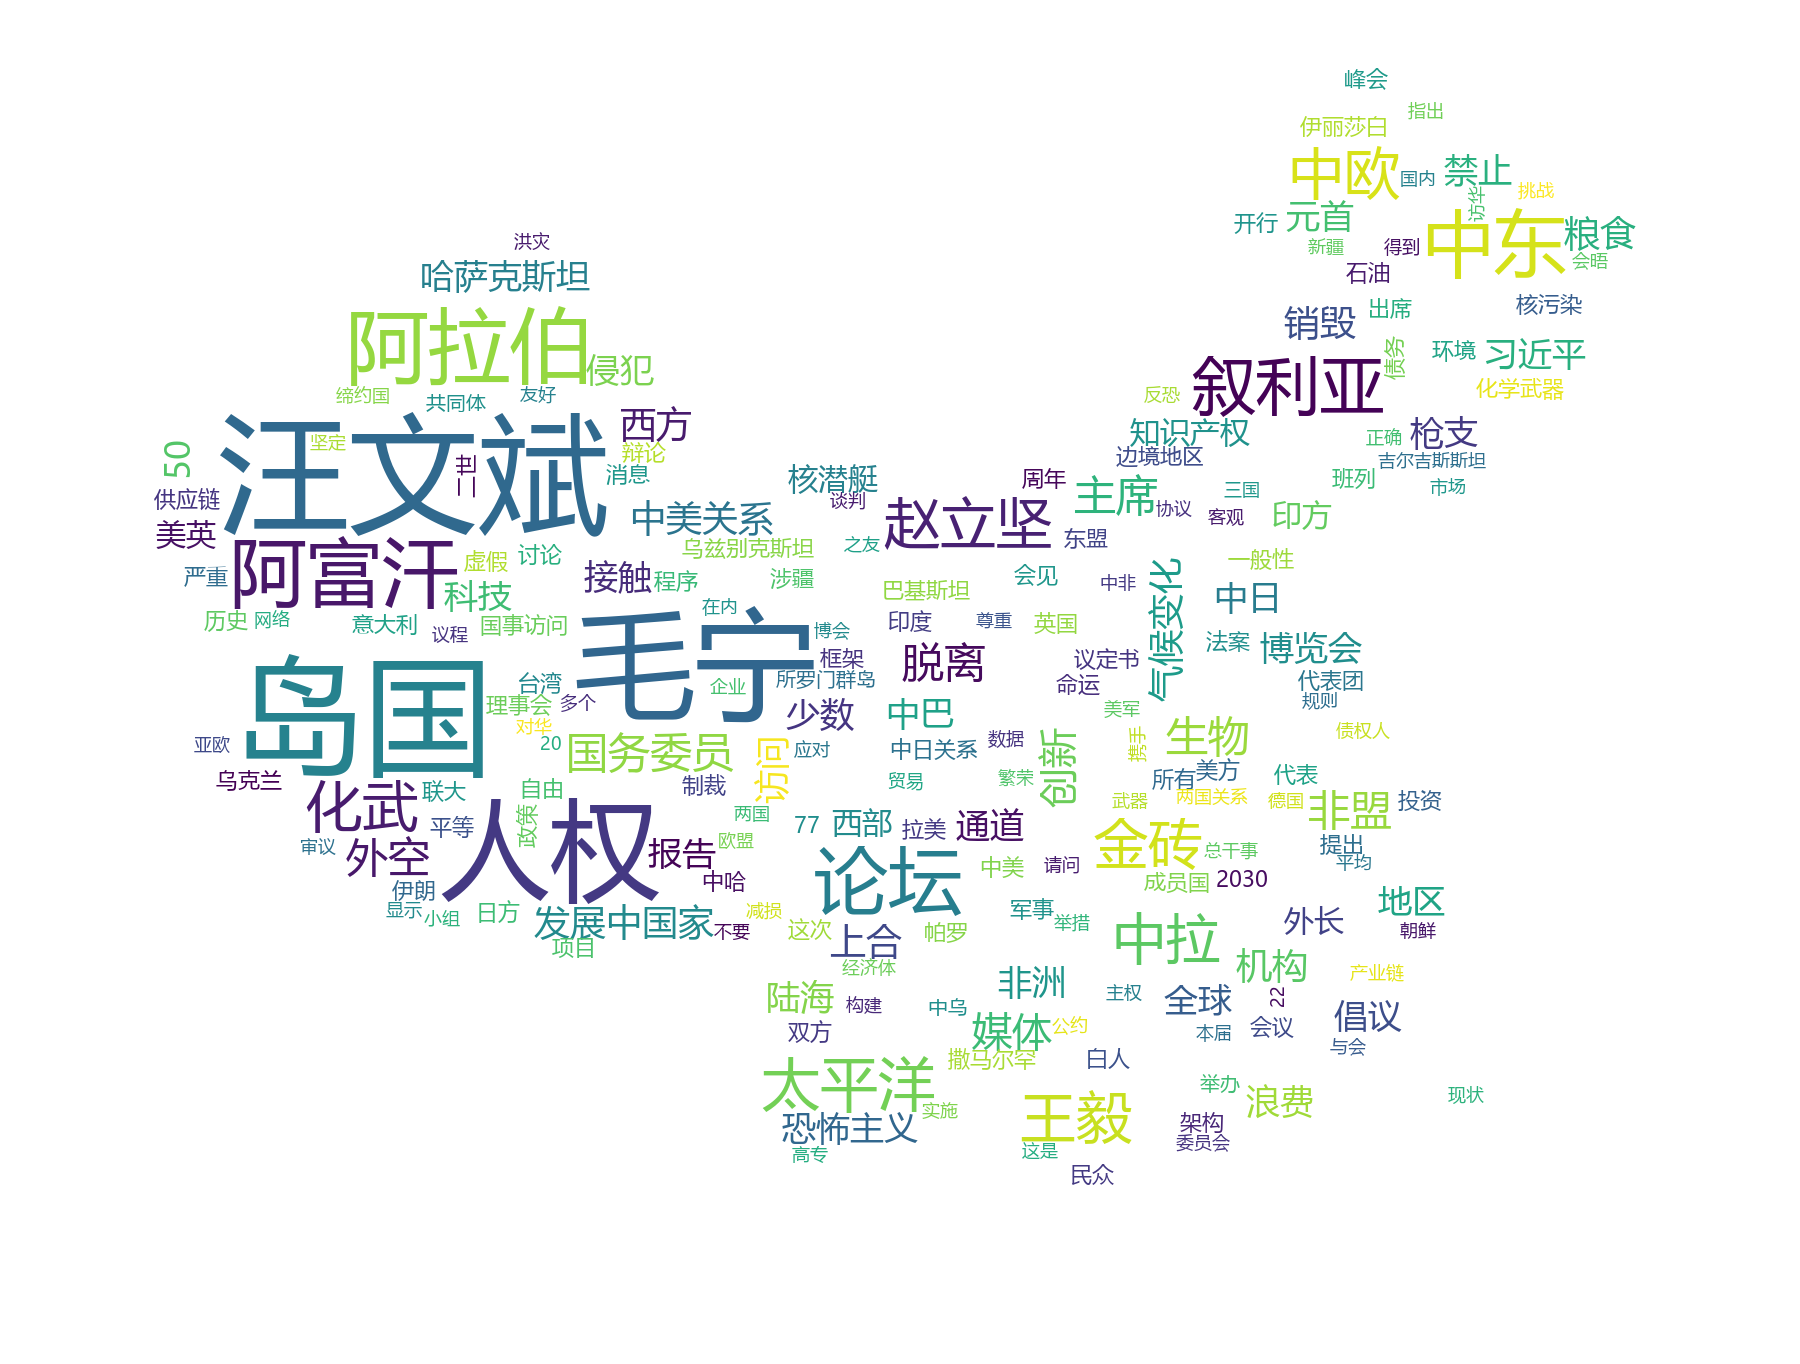 峰会
指出
伊丽莎白
中欧
国内
禁止
挑战
访华
开行
元首
中东
粮食
新疆
得到
会晤
洪灾
哈萨克斯坦
石油
阿拉伯
侵犯
销毁
出席
核污染
债务
环境
习近平
叙利亚
化学武器
缔约国
共同体
友好
反恐
50
汪文斌
坚定
西方
辩论
知识产权
正确
枪支
边境地区
吉尔吉斯斯坦
消息
核潜艇
周年
主席
三国
班列
市场
供应链
谈判
协议
客观
印方
美英
中美关系
赵立坚
东盟
阿富汗
虚假
讨论
乌兹别克斯坦
之友
一般性
严重
科技
接触
程序
涉疆
巴基斯坦
会见
中非
气候变化
中日
历史
网络
意大利
议程
国事访问
在内
毛宁
博会
印度
尊重
英国
法案
博览会
岛国
台湾
企业
框架
所罗门群岛
脱离
议定书
命运
代表团
规则
理事会
多个
少数
中巴
美军
对华
亚欧
20
国务委员
访问
应对
中日关系
数据
创新
携手
生物
债权人
乌克兰
化武
联大
自由
制裁
贸易
繁荣
所有
美方
代表
武器
两国关系
德国
非盟
投资
平等
政策
人权
两国
77
西部
拉美
通道
金砖
提出
审议
外空
报告
欧盟
论坛
中美
请问
总干事
平均
伊朗
中哈
成员国
2030
地区
显示
小组
日方
发展中国家
不要
减损
这次
上合
帕罗
军事
举措
中拉
外长
朝鲜
项目
经济体
机构
产业链
陆海
构建
中乌
非洲
主权
全球
22
倡议
双方
媒体
公约
本届
会议
与会
撒马尔罕
白人
太平洋
实施
王毅
举办
浪费
现状
恐怖主义
架构
委员会
高专
这是
民众